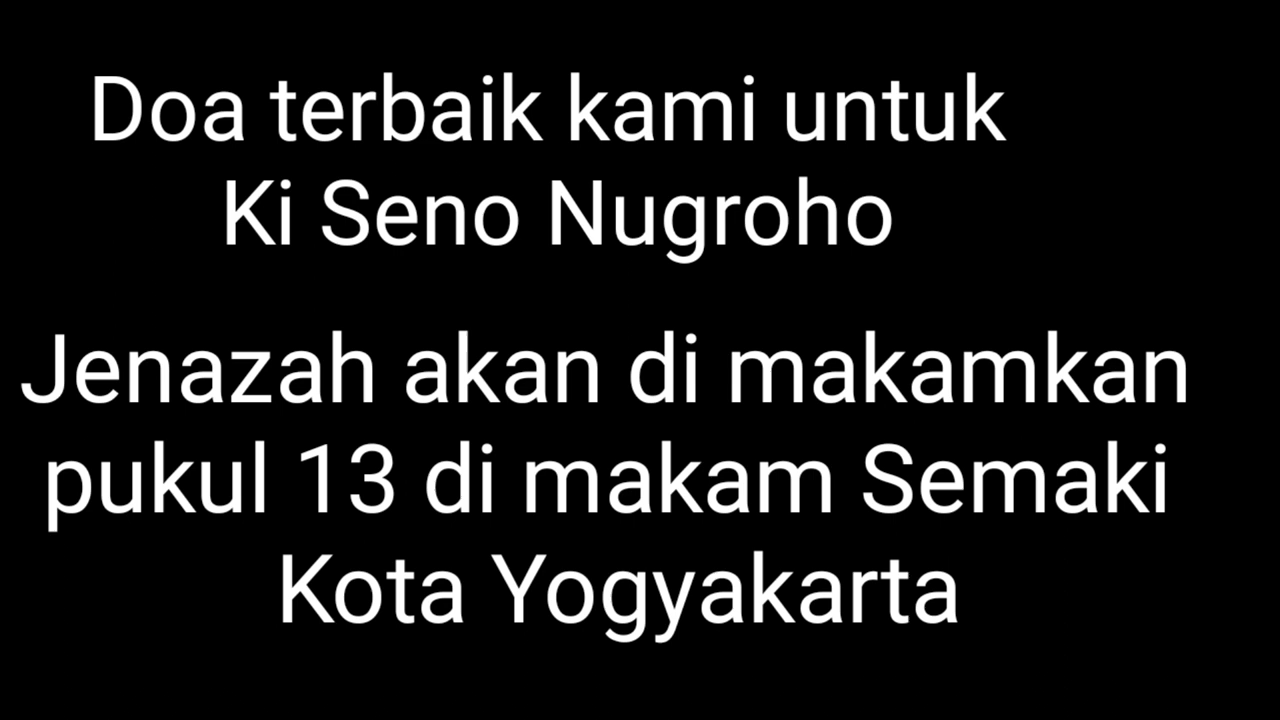 Doa terbaik kami untuk
Ki Seno Nugroho
Jenazah akan di makamkan
pukul 13 di makam Semaki
Kota Yogyakarta